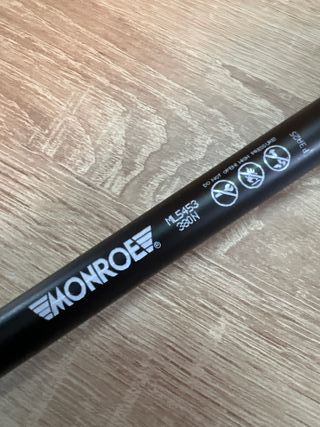 MONROE®
ML5453
380N
DO NOT OPEN! HIGH PRESSURE!